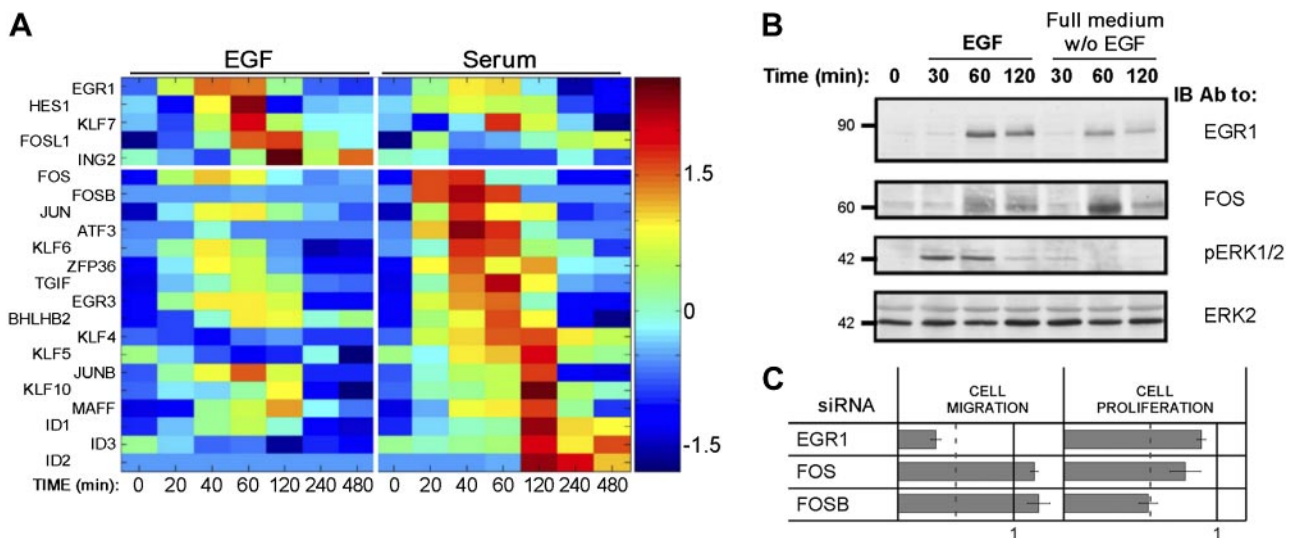 A
EGF Serum
EGR1
HES1
KLF7
FOSL1
ING2
FOS
FOSB
JUN
ATF3
KLF6
ZFP36
TGIF
EGR3
BHLHB2
KLF4
KLF5
JUNB
KLF10
MAFF
ID1
ID3
ID2
TIME (min): 0 20 40 60 120 240 480 0 20 40 60 120 240 480
1.5
0
-1.5
B
EGF Full medium
w/o EGF
Time (min): 0 30 60 120 30 60 120
IB Ab to:
90 EGR1
60 FOS
42 pERK1/2
42 ERK2
C
siRNA CELL MIGRATION CELL PROLIFERATION
EGR1
FOS
FOSB
1 1